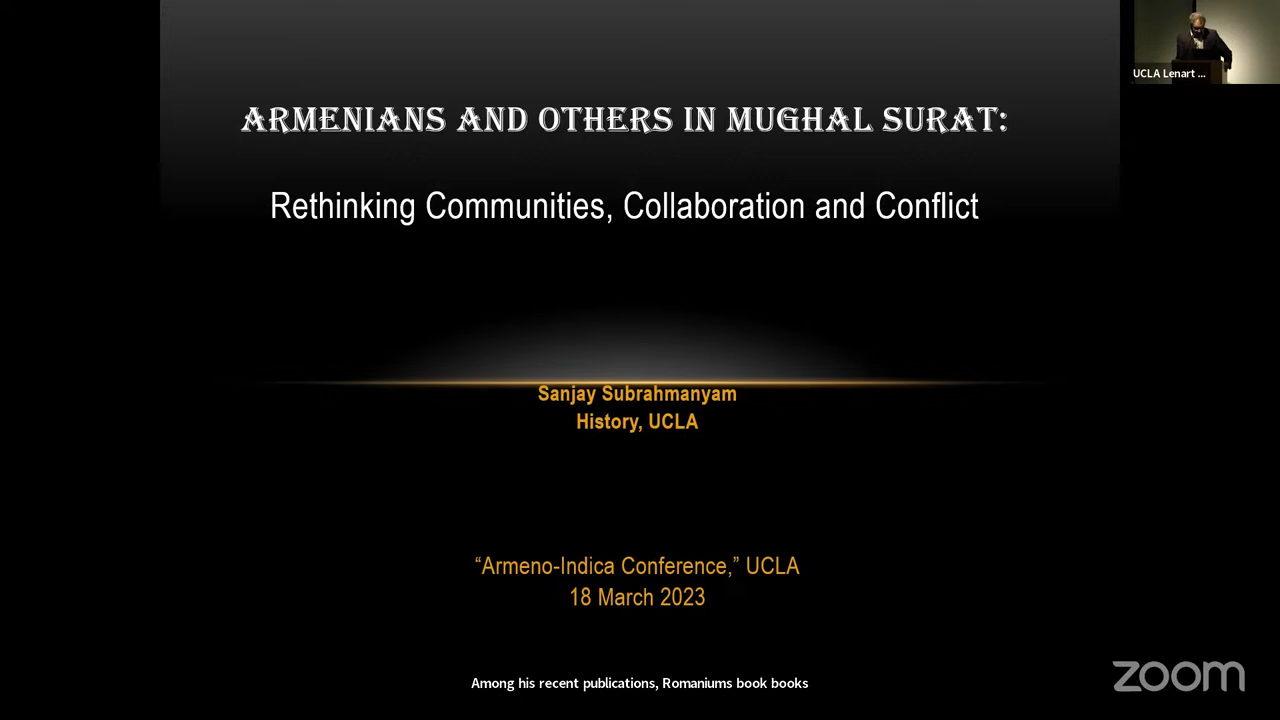 ARMENIANS AND OTHERS IN MUGHAL SURAT:
Rethinking Communities, Collaboration and Conflict
Sanjay Subrahmanyam
History, UCLA
“Armeno-Indica Conference,” UCLA
18 March 2023
Among his recent publications, Romaniums book books
UCLA Lenart ...
zoom